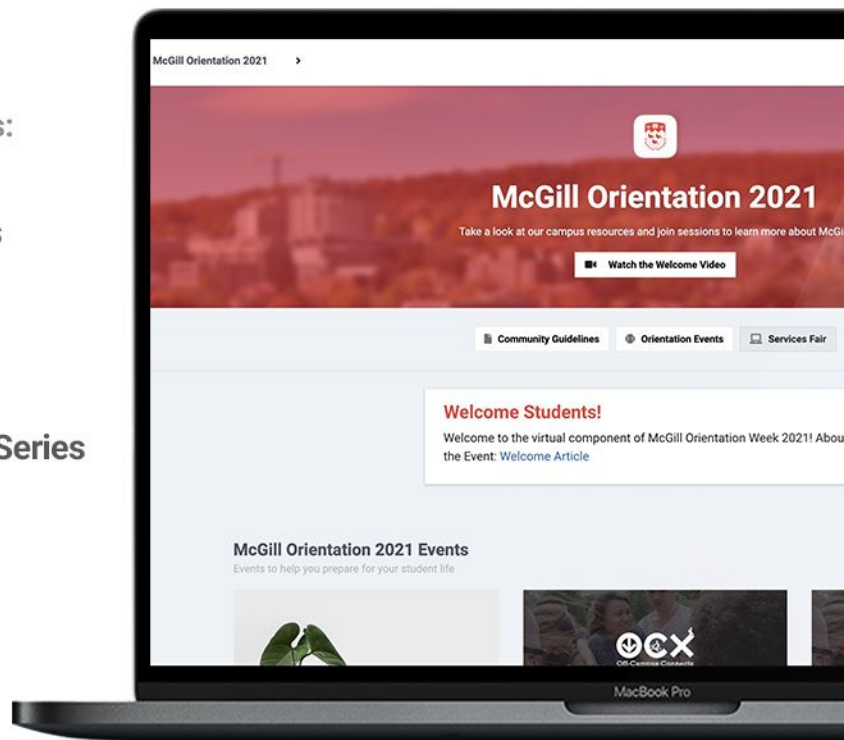 s:
s
Series
McGill Orientation 2021 >
McGill Orientation 2021
Take a look at our campus resources and join sessions to learn more about McGi
Watch the Welcome Video
Community Guidelines
Orientation Events
Services Fair
Welcome Students!
Welcome to the virtual component of McGill Orientation Week 2021! Abou
the Event: Welcome Article
McGill Orientation 2021 Events
Events to help you prepare for your student life
OCX
Off-Campus Connects
MacBook Pro